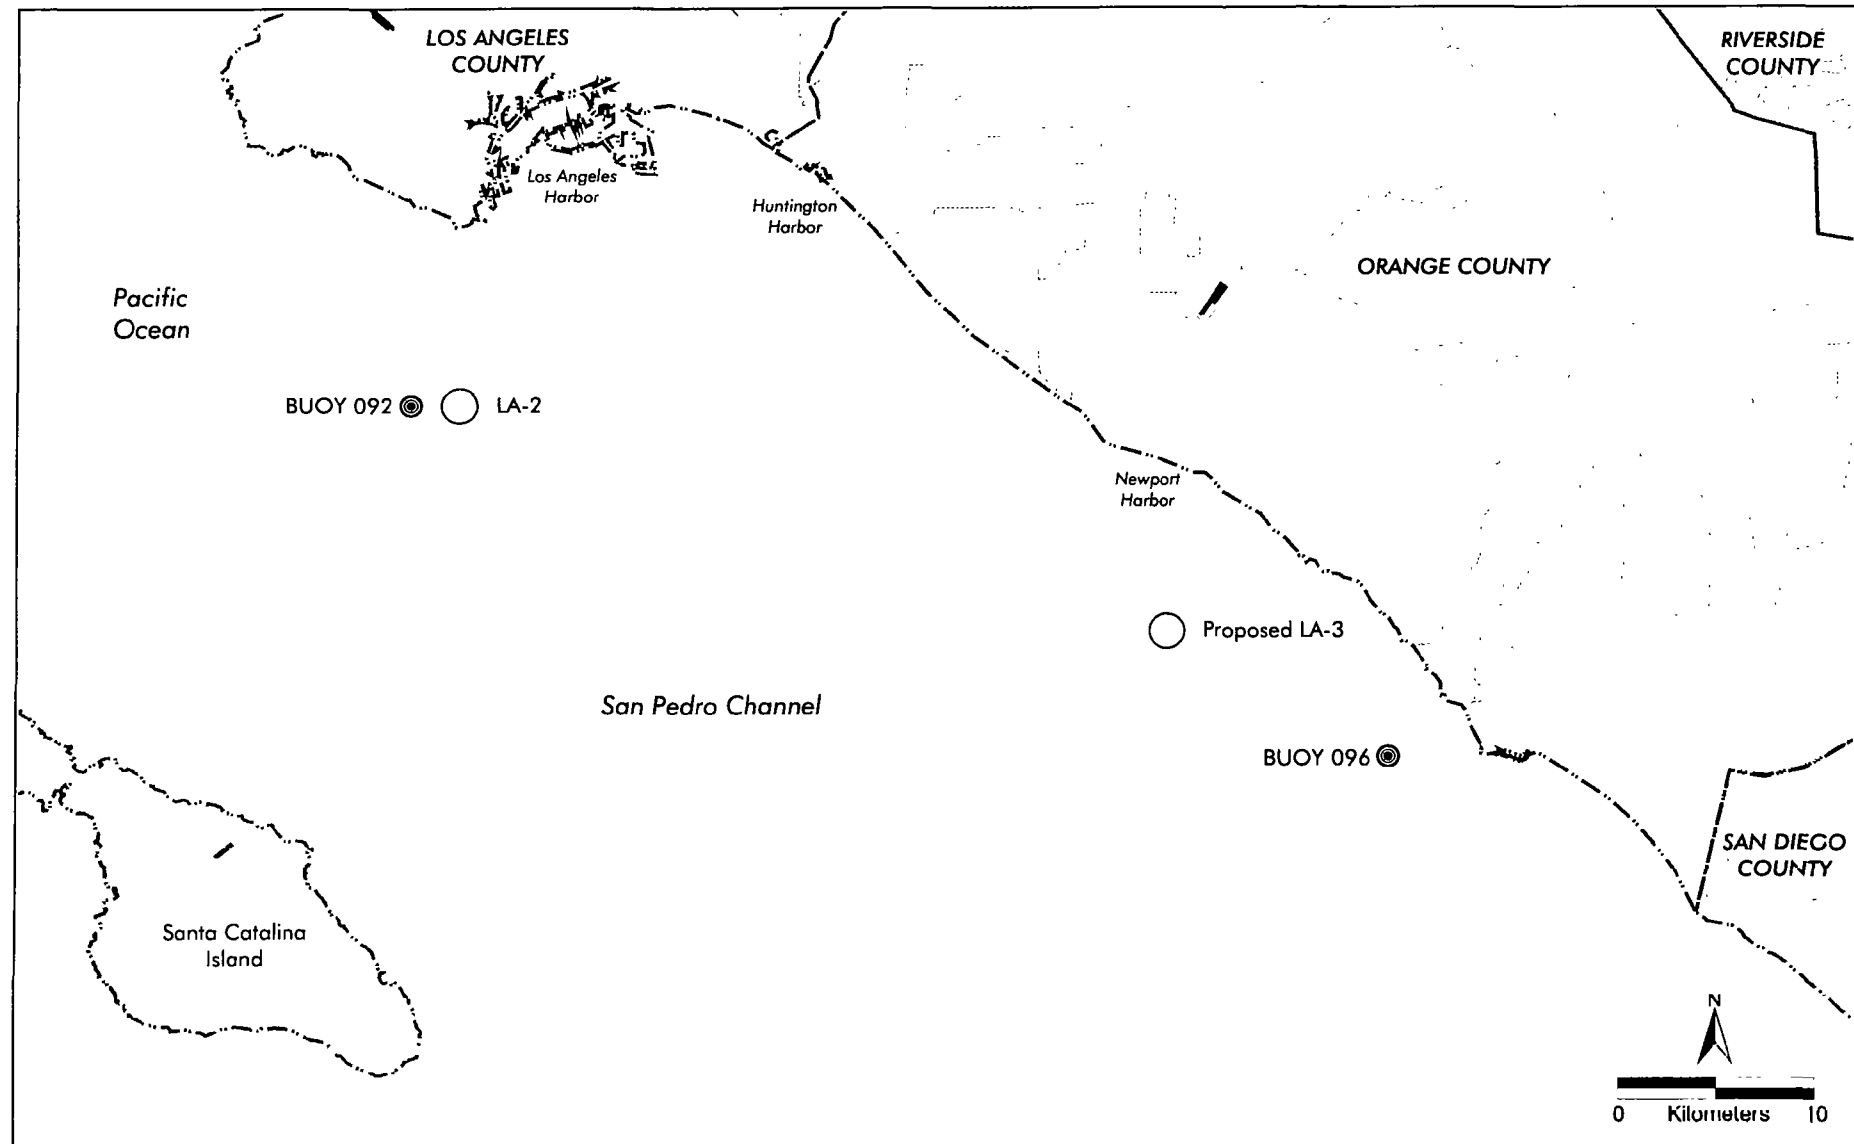 LOS ANGELES
COUNTY
RIVERSIDE
COUNTY
Los Angeles
Harbor
Huntington
Harbor
ORANGE COUNTY
Pacific
Ocean
BUOY 092
LA-2
Newport
Harbor
Proposed LA-3
San Pedro Channel
BUOY 096
SAN DIEGO
COUNTY
Santa Catalina
Island
N
0 Kilometers 10